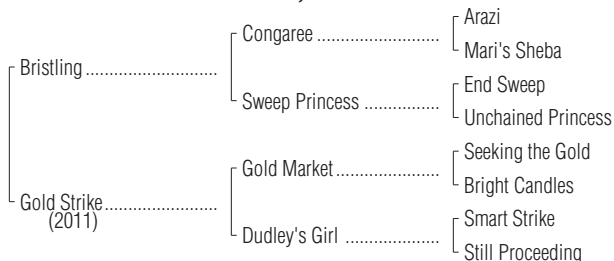 Arazi
Congaree ..................
Mari's Sheba
Bristling ...........................
End Sweep
Sweep Princess ................
Unchained Princess
Seeking the Gold
Gold Market .....................
Bright Candles
Gold Strike .......................
(2011)
Smart Strike
Dudley's Girl ....................
Still Proceeding